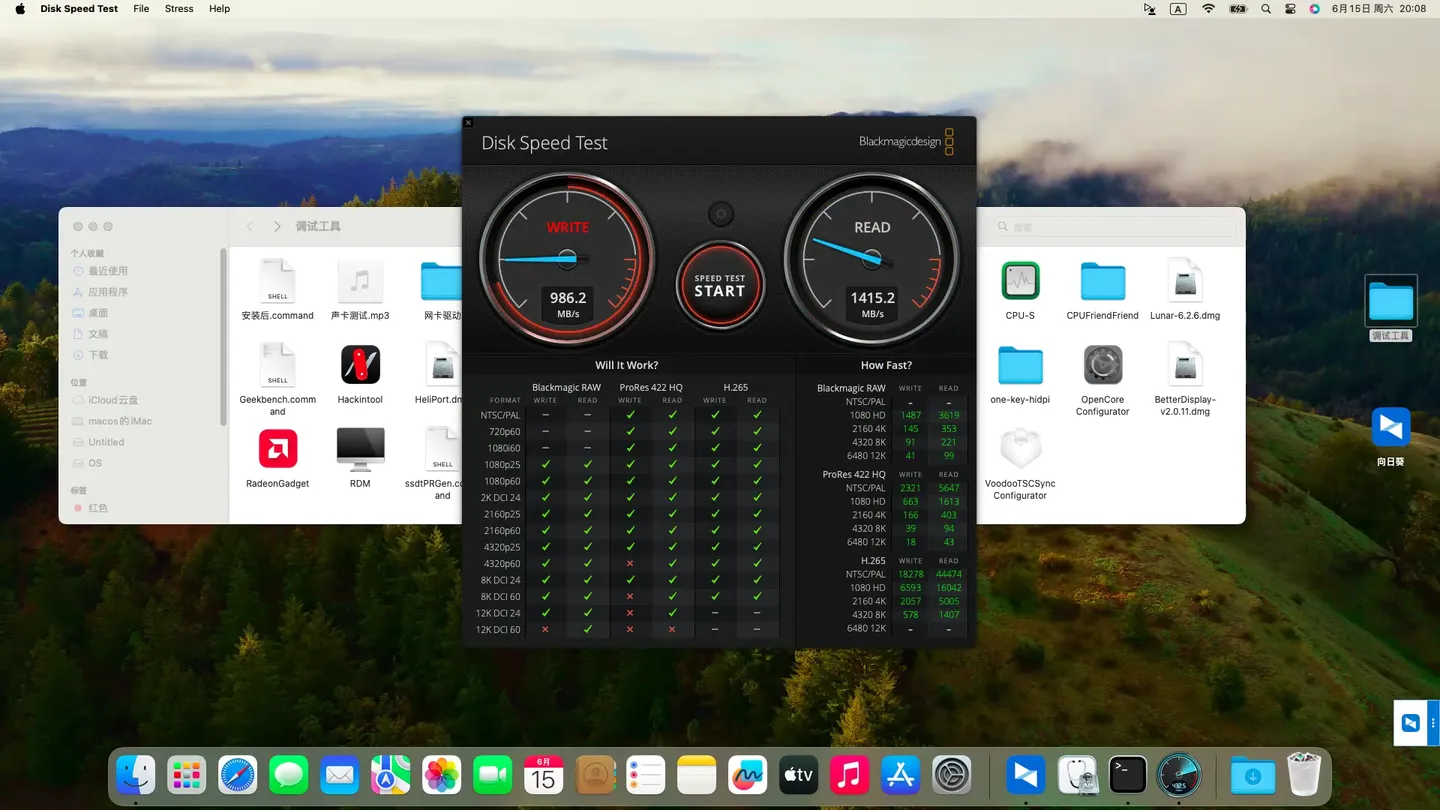 Disk Speed Test File Stress Help
A
6月15日 周六 20:08
Disk Speed Test
Blackmagicdesign
WRITE
986.2
MB/s
SPEED TEST
START
READ
1415.2
MB/s
Will It Work?
Blackmagic RAW ProRes 422 HQ H.265
FORMAT WRITE READ WRITE READ WRITE READ
NTSC/PAL – – ✓ ✓ ✓ ✓
720p60 – – ✓ ✓ ✓ ✓
1080i60 – – ✓ ✓ ✓ ✓
1080p25 ✓ ✓ ✓ ✓ ✓ ✓
1080p60 ✓ ✓ ✓ ✓ ✓ ✓
2K DCI 24 ✓ ✓ ✓ ✓ ✓ ✓
2160p25 ✓ ✓ ✓ ✓ ✓ ✓
2160p60 ✓ ✓ ✓ ✓ ✓ ✓
4320p25 ✓ ✓ ✓ ✓ ✓ ✓
4320p60 ✓ ✓ × ✓ ✓ ✓
8K DCI 24 ✓ ✓ ✓ ✓ ✓ ✓
8K DCI 60 ✓ ✓ × ✓ ✓ ✓
12K DCI 24 ✓ ✓ × ✓ – –
12K DCI 60 × ✓ × × – –
How Fast?
Blackmagic RAW WRITE READ
NTSC/PAL - -
1080 HD 1487 3619
2160 4K 145 353
4320 8K 91 221
6480 12K 41 99
ProRes 422 HQ WRITE READ
NTSC/PAL 2321 5647
1080 HD 663 1613
2160 4K 166 403
4320 8K 39 94
6480 12K 18 43
H.265 WRITE READ
NTSC/PAL 18278 44474
1080 HD 6593 16042
2160 4K 2057 5005
4320 8K 578 1407
6480 12K - -
个人收藏
最近使用
应用程序
桌面
文稿
下载
位置
iCloud云盘
macos的iMac
Untitled
OS
标签
红色
调试工具
搜索
SHELL
安装后.command
声卡测试.mp3
网卡驱动
CPU-S
CPUFriendFriend
Lunar-6.2.6.dmg
SHELL
Geekbench.comm
and
Hackintool
HeliPort.dm
one-key-hidpi
OpenCore
Configurator
BetterDisplay-
v2.0.11.dmg
RadeonGadget
RDM
SHELL
ssdtPRGen.co
and
VoodooTSCSync
Configurator
调试工具
向日葵
6月
15
tv